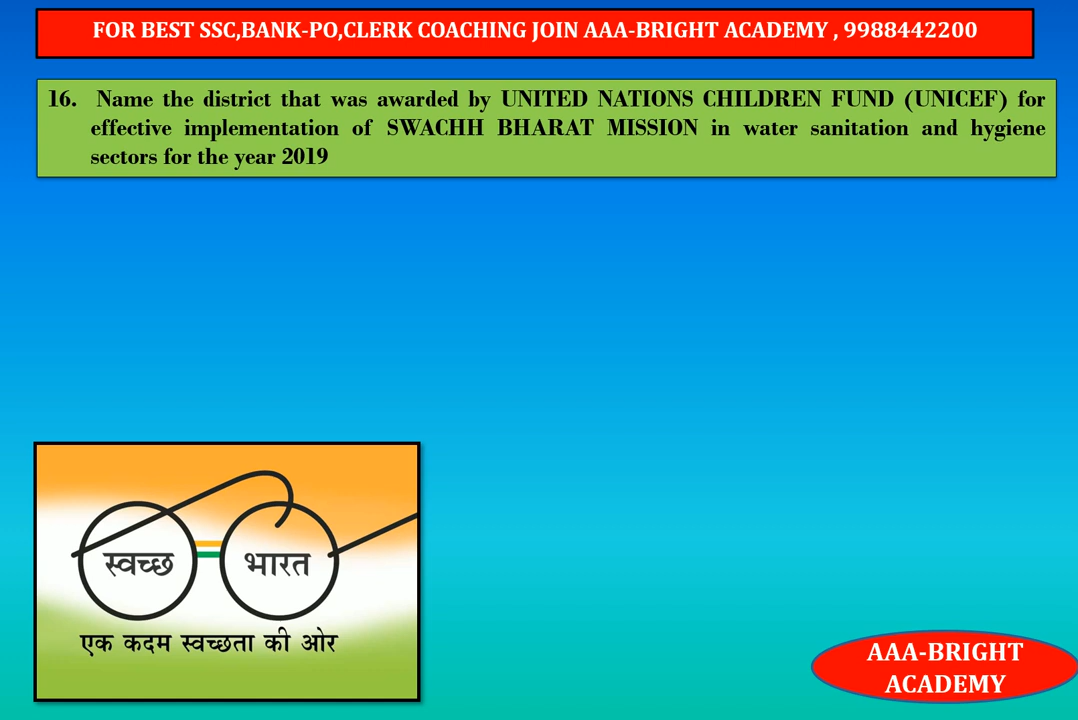 FOR BEST SSC,BANK-PO,CLERK COACHING JOIN AAA-BRIGHT ACADEMY , 9988442200
16. Name the district that was awarded by UNITED NATIONS CHILDREN FUND (UNICEF) for
effective implementation of SWACHH BHARAT MISSION in water sanitation and hygiene
sectors for the year 2019
स्वच्छ भारत
एक कदम स्वच्छता की ओर
AAA-BRIGHT
ACADEMY